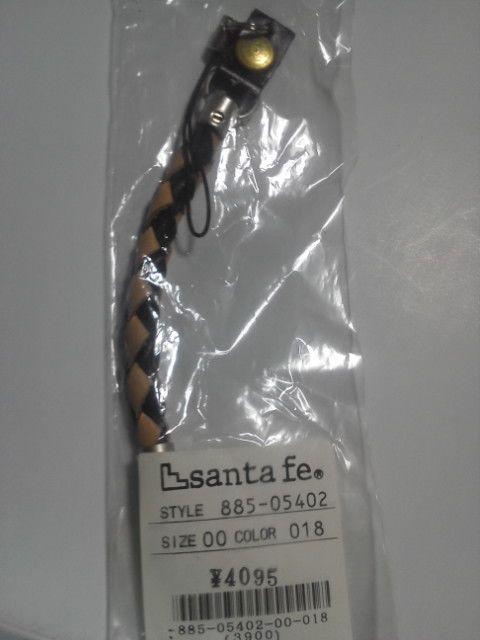 santa fe®
STYLE 885-05402
SIZE 00 COLOR 018
¥4095
-885-05402-00-018
(3900)